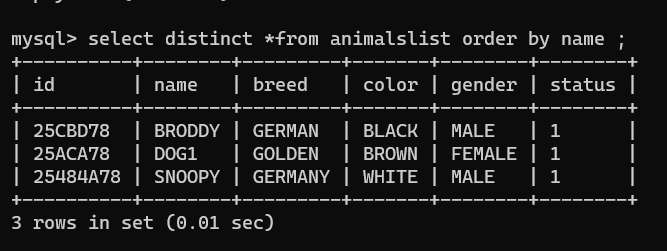 mysql> select distinct *from animalslist order by name ;
+----------+--------+---------+-------+--------+--------+
| id       | name   | breed   | color | gender | status |
+----------+--------+---------+-------+--------+--------+
| 25CBD78  | BRODDY | GERMAN  | BLACK | MALE   | 1      |
| 25ACA78  | DOG1   | GOLDEN  | BROWN | FEMALE | 1      |
| 25484A78 | SNOOPY | GERMANY | WHITE | MALE   | 1      |
+----------+--------+---------+-------+--------+--------+
3 rows in set (0.01 sec)